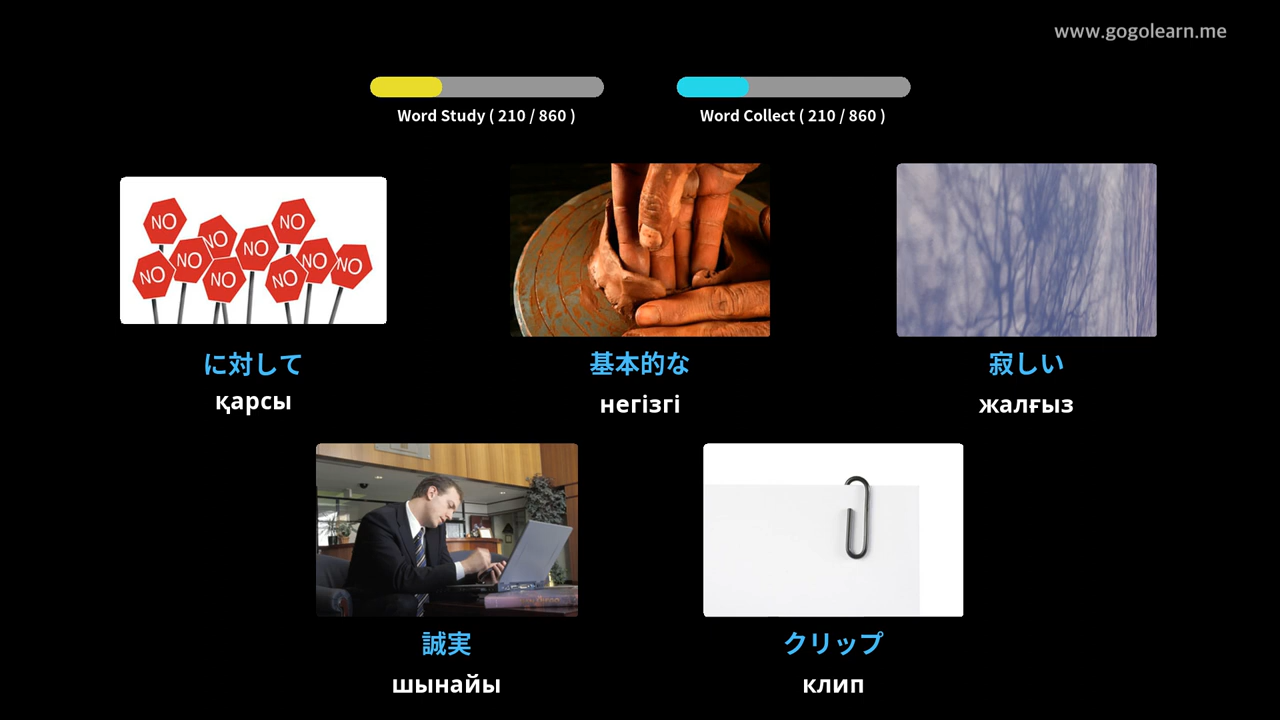 www.gogolearn.me
Word Study ( 210 / 860 )
Word Collect ( 210 / 860 )
NO
NO
NO
NO
NO
NO
NO
NO
NO
に対して
қарсы
基本的な
негізгі
寂しい
жалғыз
誠実
шынайы
クリップ
клип